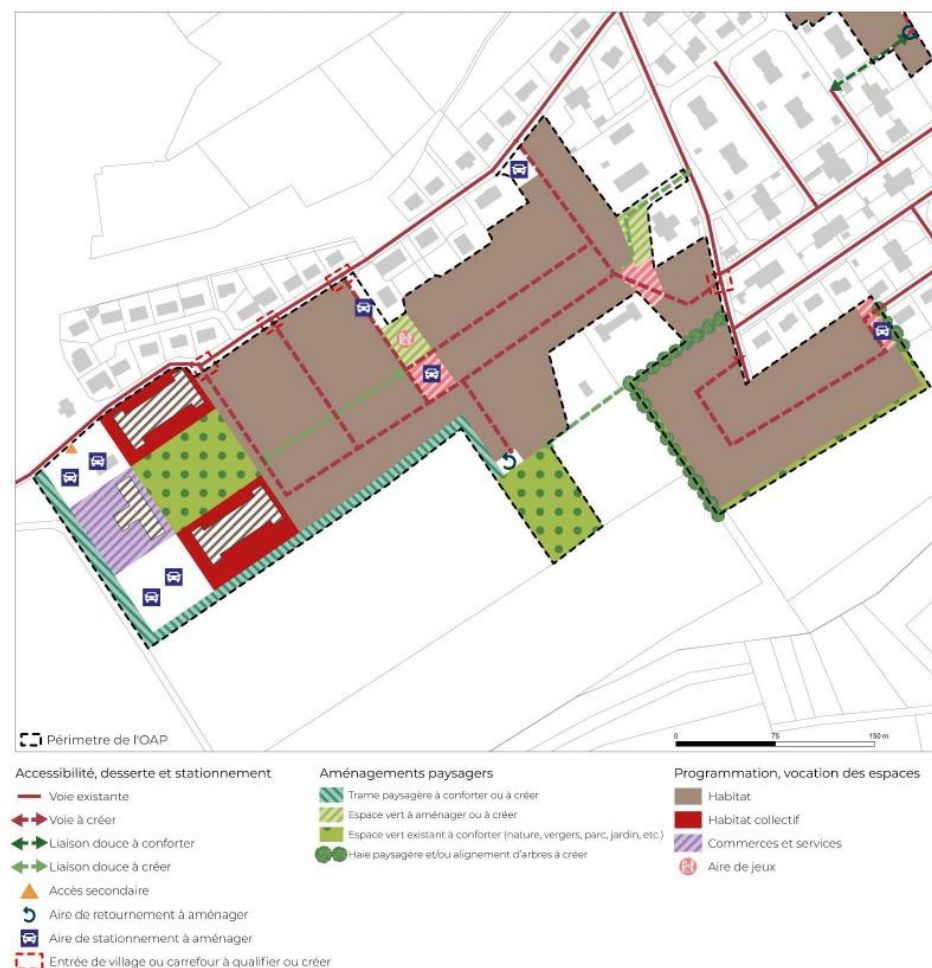 Périmetre de l'OAP
0 75 150 m
Accessibilité, desserte et stationnement
Voie existante
Voie à créer
Liaison douce à conforter
Liaison douce à créer
Accès secondaire
Aire de retournement à aménager
Aire de stationnement à aménager
Entrée de village ou carrefour à qualifier ou créer
Aménagements paysagers
Trame paysagère à conforter ou à créer
Espace vert à aménager ou à créer
Espace vert existant à conforter (nature, vergers, parc, jardin, etc.)
Haie paysagère et/ou alignement d'arbres à créer
Programmation, vocation des espaces
Habitat
Habitat collectif
Commerces et services
Aire de jeux